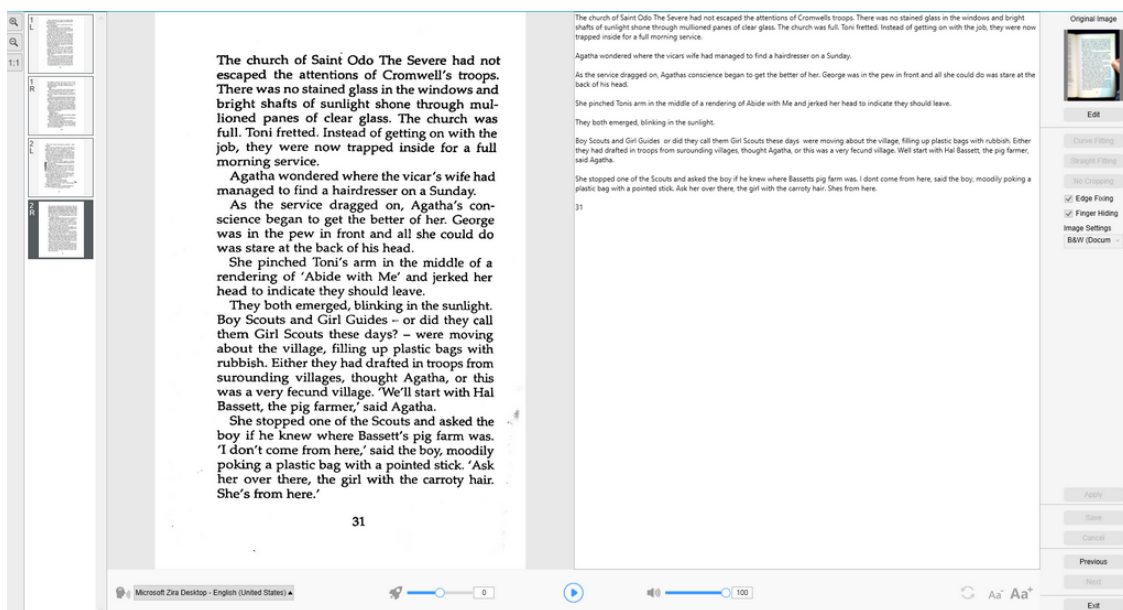 1
L
1
R
2
L
2
R
1:1
The church of Saint Odo The Severe had not
escaped the attentions of Cromwell's troops.
There was no stained glass in the windows and
bright shafts of sunlight shone through mul-
lioned panes of clear glass. The church was
full. Toni fretted. Instead of getting on with the
job, they were now trapped inside for a full
morning service.
Agatha wondered where the vicar's wife had
managed to find a hairdresser on a Sunday.
As the service dragged on, Agatha's con-
science began to get the better of her. George
was in the pew in front and all she could do
was stare at the back of his head.
She pinched Toni's arm in the middle of a
rendering of 'Abide with Me' and jerked her
head to indicate they should leave.
They both emerged, blinking in the sunlight.
Boy Scouts and Girl Guides – or did they call
them Girl Scouts these days? – were moving
about the village, filling up plastic bags with
rubbish. Either they had drafted in troops from
surounding villages, thought Agatha, or this
was a very fecund village. 'We'll start with Hal
Bassett, the pig farmer,' said Agatha.
She stopped one of the Scouts and asked the
boy if he knew where Bassett's pig farm was.
'I don't come from here,' said the boy, moodily
poking a plastic bag with a pointed stick. 'Ask
her over there, the girl with the carroty hair.
She's from here.'
31
The church of Saint Odo The Severe had not escaped the attentions of Cromwells troops. There was no stained glass in the windows and bright
shafts of sunlight shone through mullioned panes of clear glass. The church was full. Toni fretted. Instead of getting on with the job, they were now
trapped inside for a full morning service.
Agatha wondered where the vicars wife had managed to find a hairdresser on a Sunday.
As the service dragged on, Agathas conscience began to get the better of her. George was in the pew in front and all she could do was stare at the
back of his head.
She pinched Tonis arm in the middle of a rendering of Abide with Me and jerked her head to indicate they should leave.
They both emerged, blinking in the sunlight.
Boy Scouts and Girl Guides or did they call them Girl Scouts these days were moving about the village, filling up plastic bags with rubbish. Either
they had drafted in troops from surounding villages, thought Agatha, or this was a very fecund village. Well start with Hal Bassett, the pig farmer,
said Agatha.
She stopped one of the Scouts and asked the boy if he knew where Bassetts pig farm was. I dont come from here, said the boy, moodily poking a
plastic bag with a pointed stick. Ask her over there, the girl with the carroty hair. Shes from here.
31
Original Image
Edit
Curve Fitting
Straight Fitting
No Cropping
Edge Fixing
Finger Hiding
Image Settings
B&W (Docum
Apply
Save
Cancel
Previous
Next
Exit
Microsoft Zira Desktop - English (United States)
0
100
Aa-
Aa+